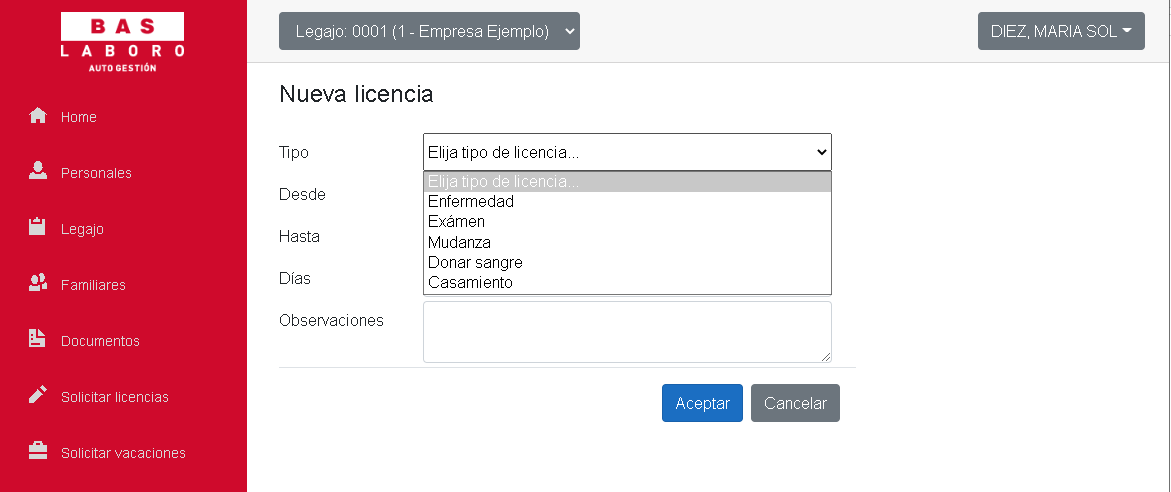 BAS
LABORO
AUTO GESTIÓN
Home
Personales
Legajo
Familiares
Documentos
Solicitar licencias
Solicitar vacaciones
Legajo: 0001 (1 - Empresa Ejemplo)
DIEZ, MARIA SOL
Nueva licencia
Tipo
Elija tipo de licencia...
Elija tipo de licencia...
Enfermedad
Exámen
Mudanza
Donar sangre
Casamiento
Desde
Hasta
Días
Observaciones
Aceptar
Cancelar